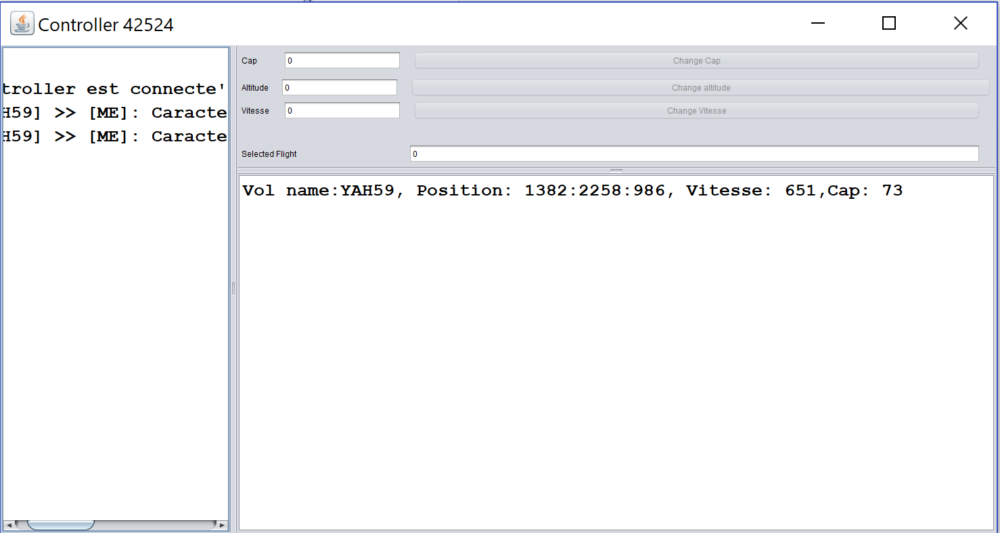 Controller 42524
troller est connecte'
H59] >> [ME]: Caracte
H59] >> [ME]: Caracte
Cap 0 Change Cap
Altitude 0 Change altitude
Vitesse 0 Change Vitesse
Selected Flight 0
Vol name:YAH59, Position: 1382:2258:986, Vitesse: 651,Cap: 73